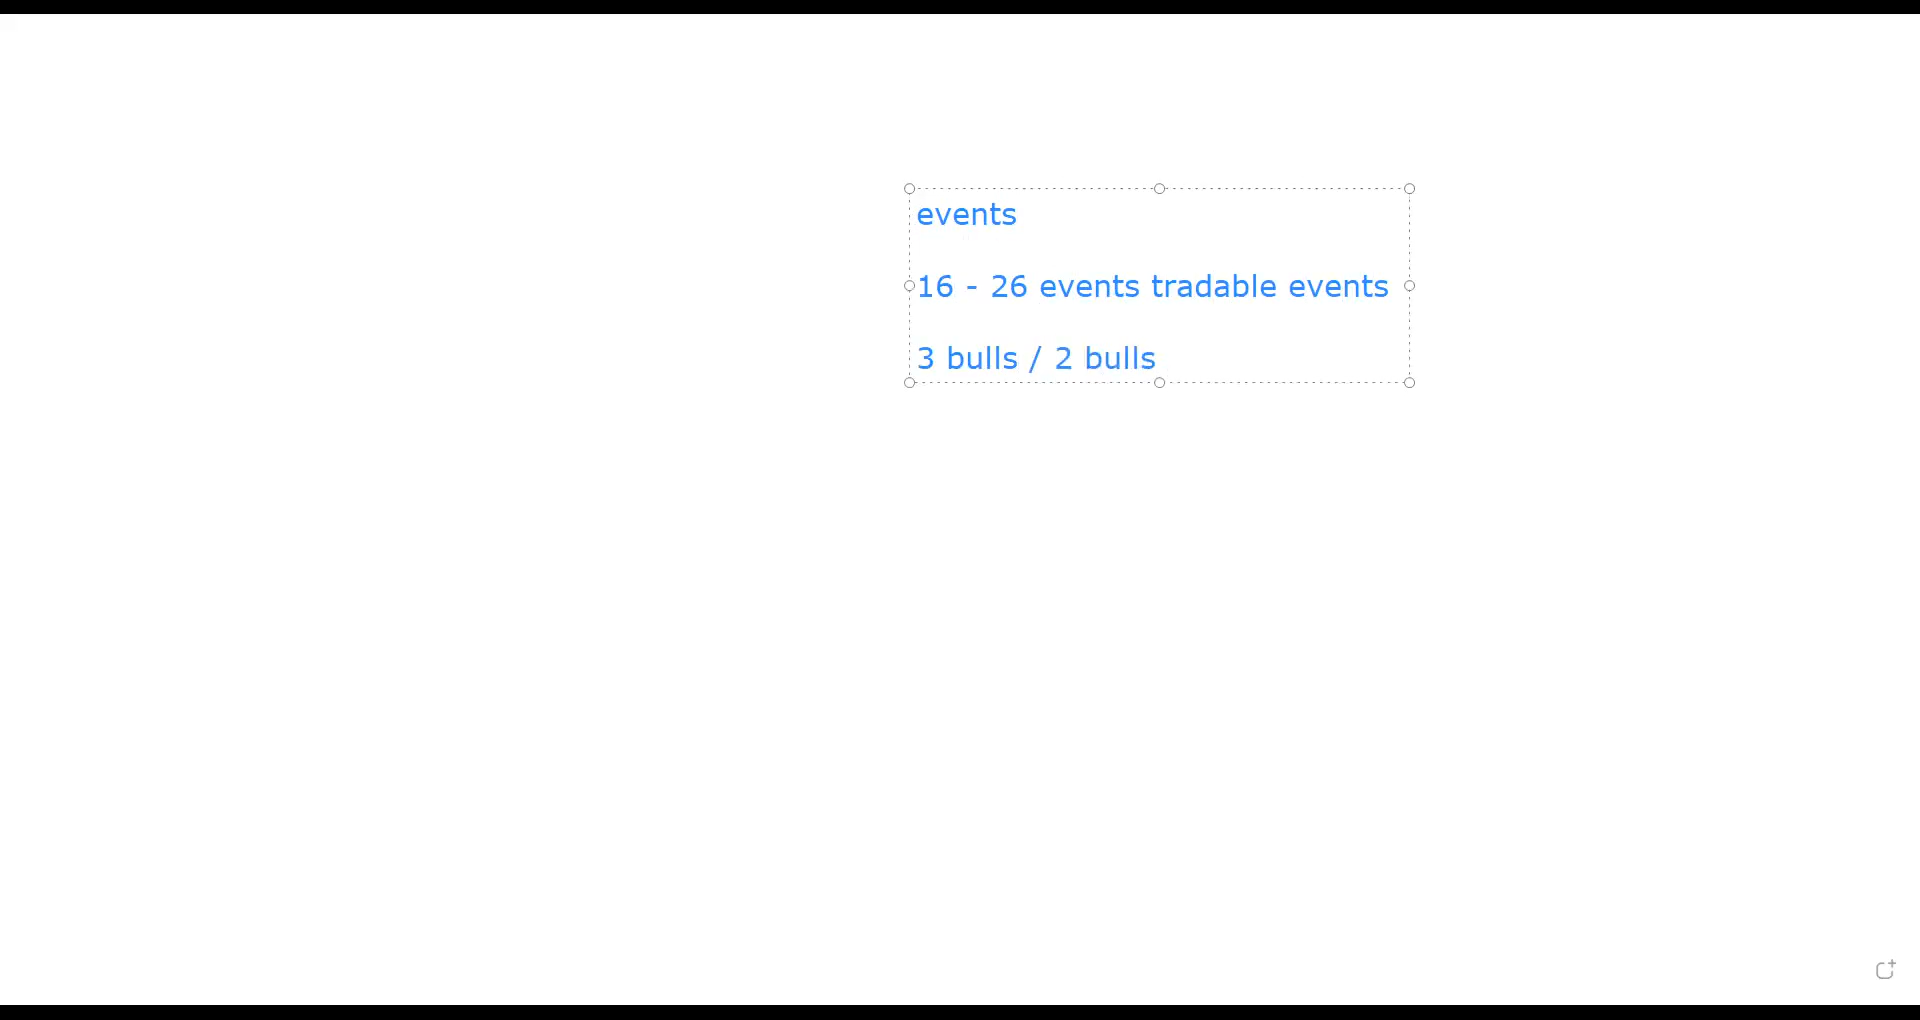 events
16 - 26 events tradable events
3 bulls / 2 bulls